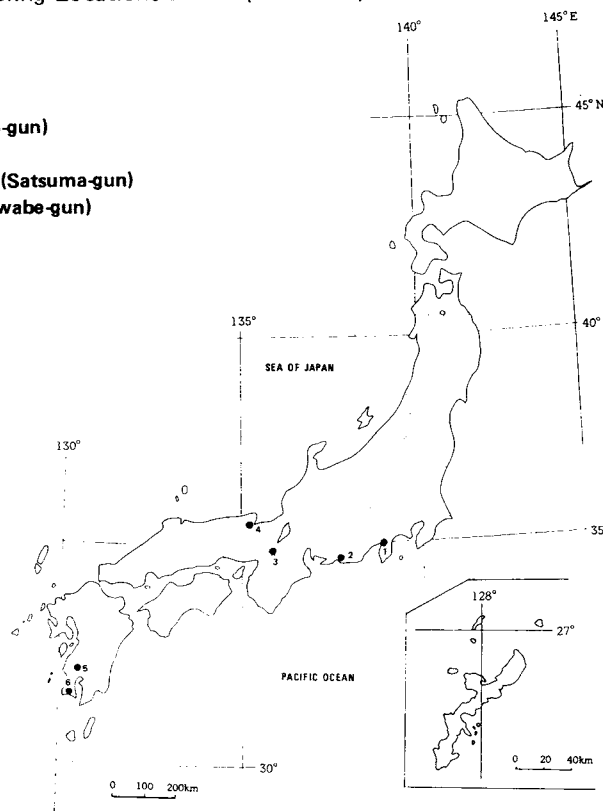 140°
145°E
45°N
-gun)
(Satsuma-gun)
wabe-gun)
135°
40°
SEA OF JAPAN
130°
4
3
2
1
35
128°
27°
5
6
PACIFIC OCEAN
30°
0 100 200km
0 20 40km